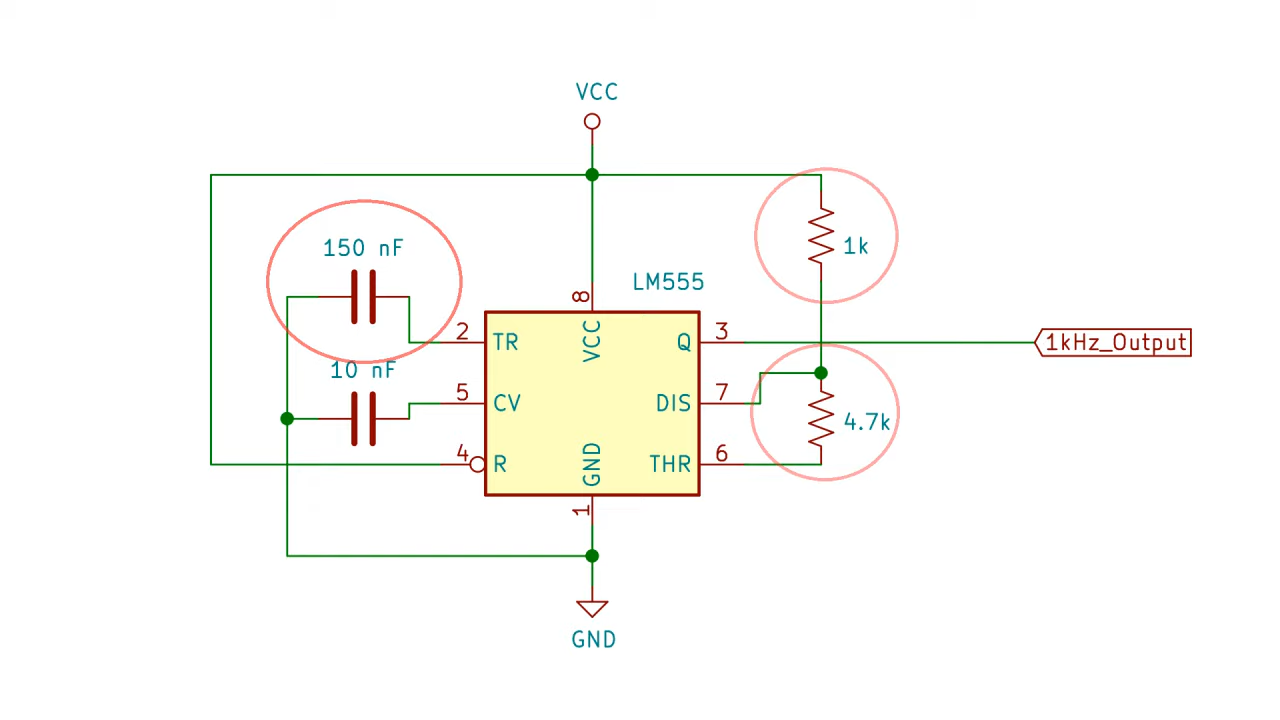 VCC
150 nF
1k
LM555
8
2
TR
VCC
Q
3
1kHz_Output
10 nF
5
CV
DIS
7
4.7k
4
R
GND
THR
6
1
GND